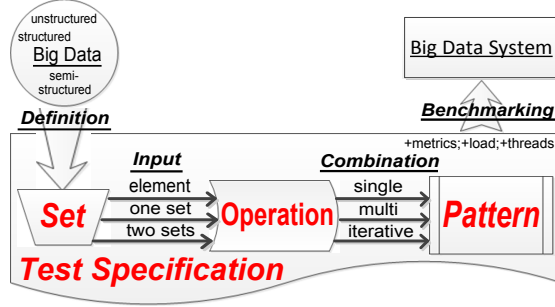 unstructured
structured
Big Data
semi-
structured
Big Data System
Definition
Benchmarking
+metrics;+load;+threads
Input
Combination
element
one set
two sets
single
multi
iterative
Set
Operation
Pattern
Test Specification